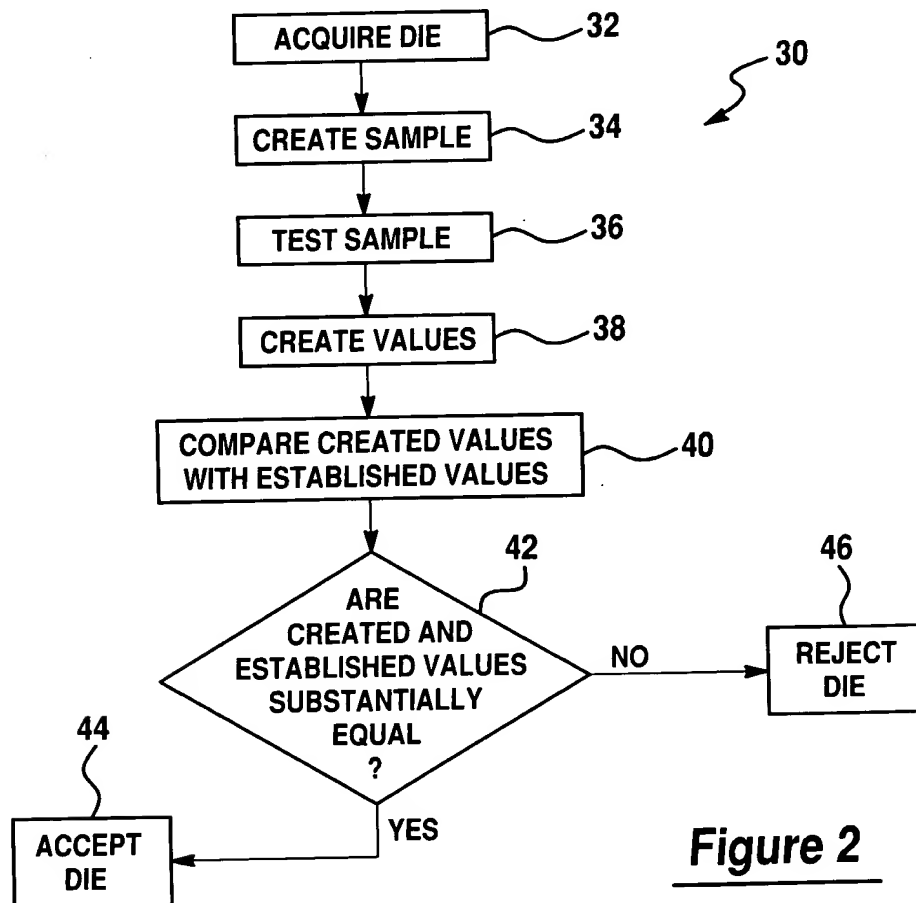 ACQUIRE DIE
32
30
CREATE SAMPLE
34
TEST SAMPLE
36
CREATE VALUES
38
COMPARE CREATED VALUES
WITH ESTABLISHED VALUES
40
42
ARE
CREATED AND
ESTABLISHED VALUES
SUBSTANTIALLY
EQUAL
?
NO
46
REJECT
DIE
44
YES
ACCEPT
DIE
Figure 2